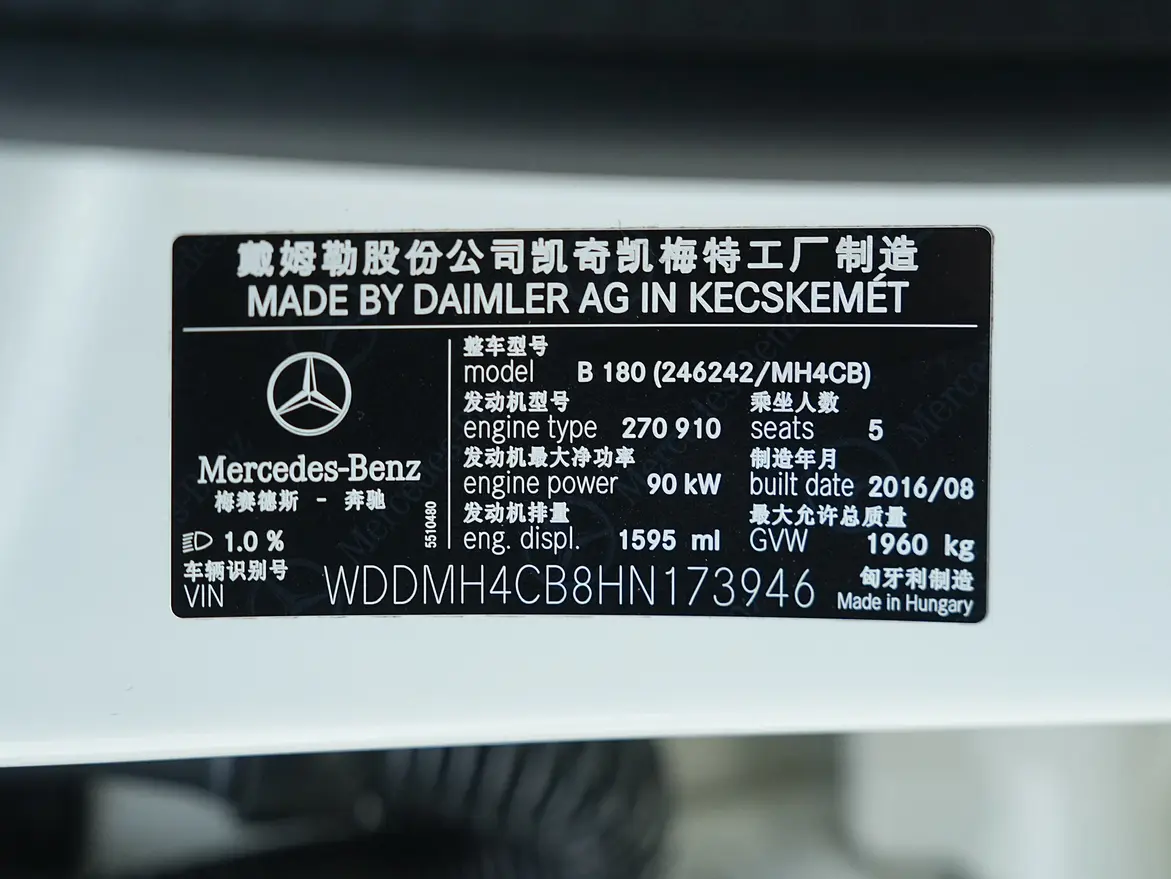 戴姆勒股份公司凯奇凯梅特工厂制造
MADE BY DAIMLER AG IN KECSKEMÉT
整车型号
model B 180 (246242/MH4CB)
发动机型号 乘坐人数
engine type 270 910 seats 5
发动机最大净功率 制造年月
engine power 90 kW built date 2016/08
发动机排量 最大允许总质量
eng. displ. 1595 ml GVW 1960 kg
Mercedes-Benz
梅赛德斯 - 奔驰
5510480
1.0 %
车辆识别号
VIN WDDMH4CB8HN173946
匈牙利制造
Made in Hungary